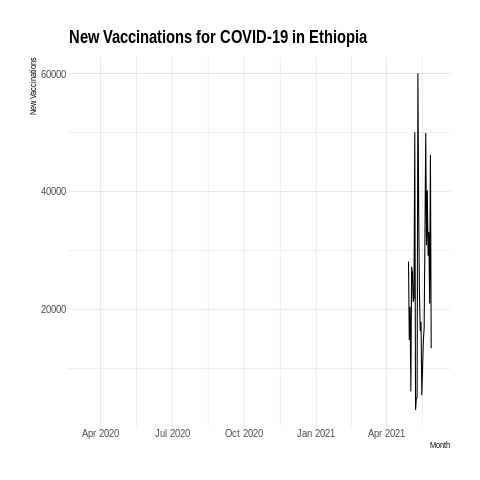 New Vaccinations for COVID-19 in Ethiopia
New Vaccinations
60000
40000
20000
Apr 2020 Jul 2020 Oct 2020 Jan 2021 Apr 2021
Month